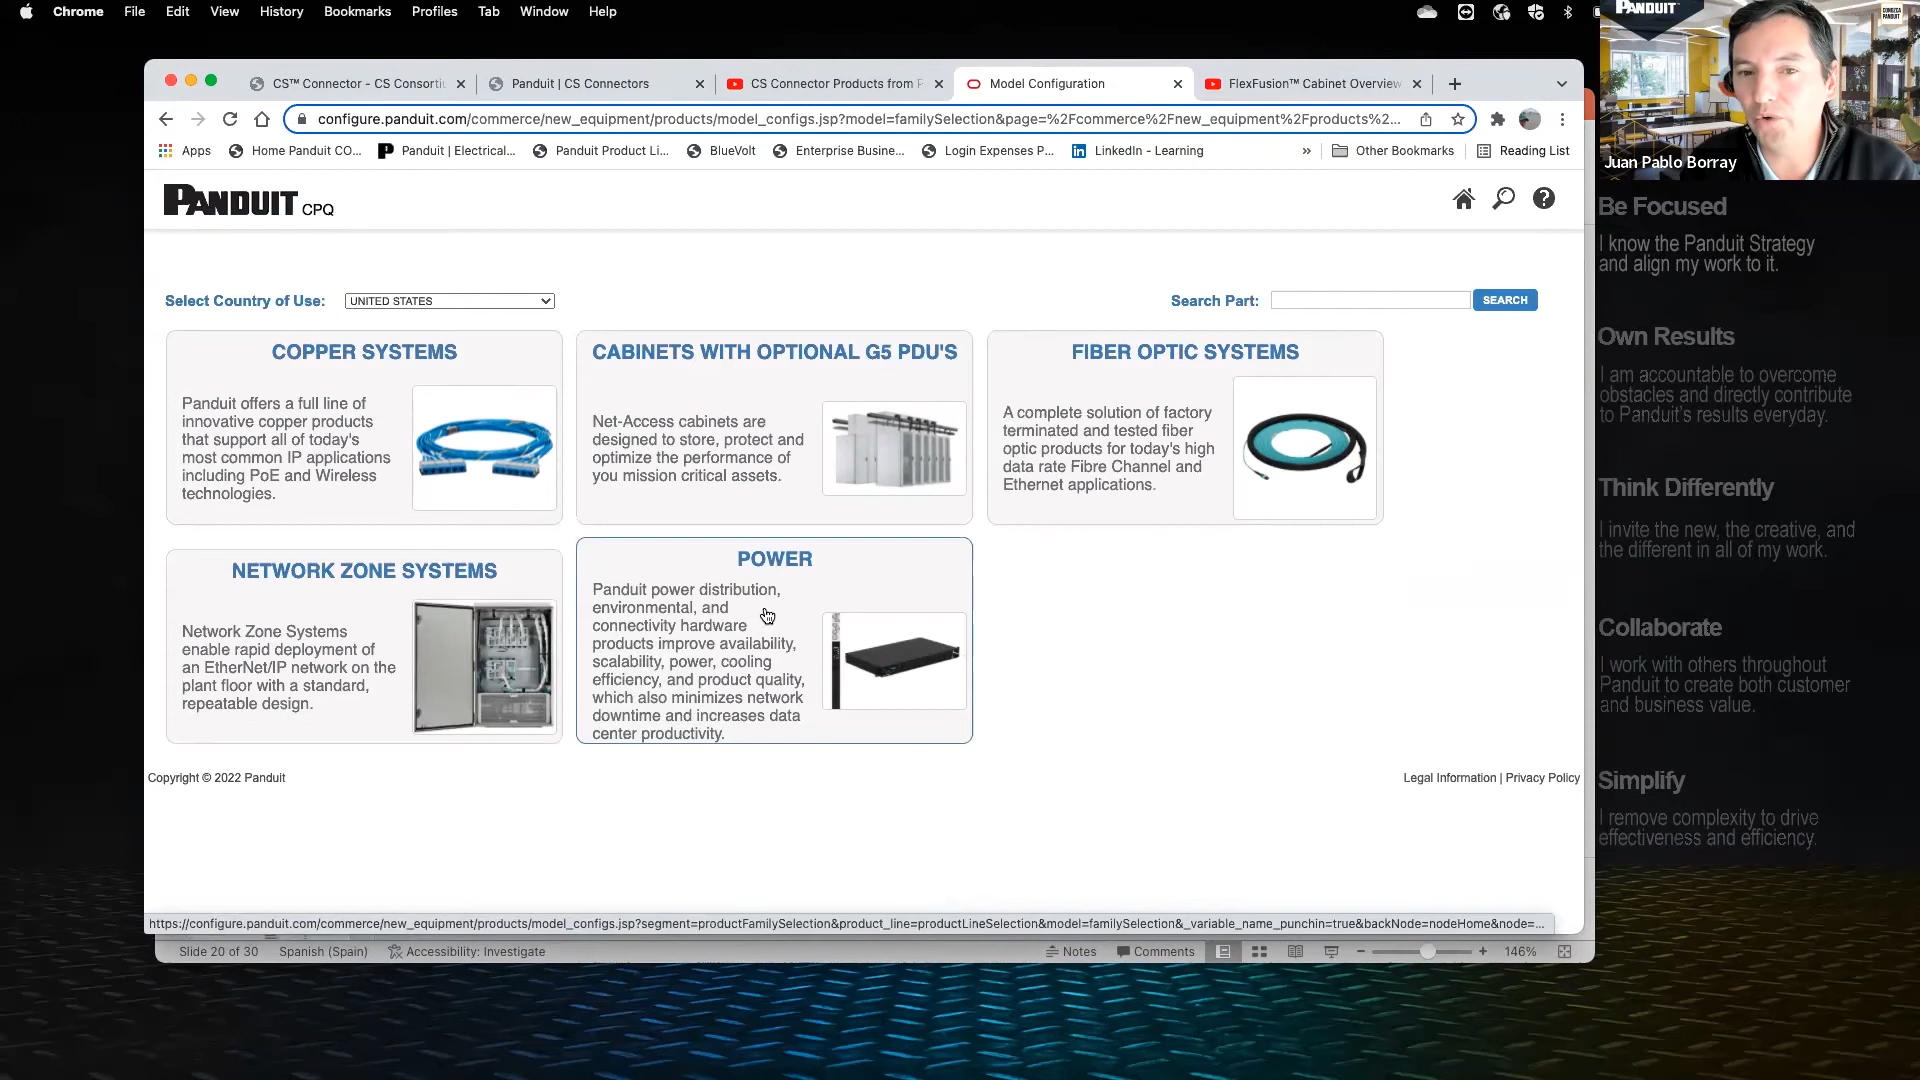 Chrome File Edit View History Bookmarks Profiles Tab Window Help
CS™ Connector - CS Consorti
Panduit | CS Connectors
CS Connector Products from P
Model Configuration
FlexFusion™ Cabinet Overview
configure.panduit.com/commerce/new_equipment/products/model_configs.jsp?model=familySelection&page=%2Fcommerce%2Fnew_equipment%2Fproducts%2...
Apps Home Panduit CO... Panduit | Electrical... Panduit Product Li... BlueVolt Enterprise Busine... Login Expenses P... LinkedIn - Learning » Other Bookmarks Reading List
PANDUIT CPQ
Select Country of Use: UNITED STATES
Search Part: SEARCH
COPPER SYSTEMS
Panduit offers a full line of
innovative copper products
that support all of today's
most common IP applications
including PoE and Wireless
technologies.
CABINETS WITH OPTIONAL G5 PDU'S
Net-Access cabinets are
designed to store, protect and
optimize the performance of
you mission critical assets.
FIBER OPTIC SYSTEMS
A complete solution of factory
terminated and tested fiber
optic products for today's high
data rate Fibre Channel and
Ethernet applications.
NETWORK ZONE SYSTEMS
Network Zone Systems
enable rapid deployment of
an EtherNet/IP network on the
plant floor with a standard,
repeatable design.
POWER
Panduit power distribution,
environmental, and
connectivity hardware
products improve availability,
scalability, power, cooling
efficiency, and product quality,
which also minimizes network
downtime and increases data
center productivity.
Copyright © 2022 Panduit
Legal Information | Privacy Policy
https://configure.panduit.com/commerce/new_equipment/products/model_configs.jsp?segment=productFamilySelection&product_line=productLineSelection&model=familySelection&_variable_name_punchin=true&backNode=nodeHome&node=...
Slide 20 of 30 Spanish (Spain) Accessibility: Investigate Notes Comments 146%
PANDUIT™
CONOZCA
PANDUIT
Juan Pablo Borray
Be Focused
I know the Panduit Strategy
and align my work to it.
Own Results
I am accountable to overcome
obstacles and directly contribute
to Panduit's results everyday.
Think Differently
I invite the new, the creative, and
the different in all of my work.
Collaborate
I work with others throughout
Panduit to create both customer
and business value.
Simplify
I remove complexity to drive
effectiveness and efficiency.